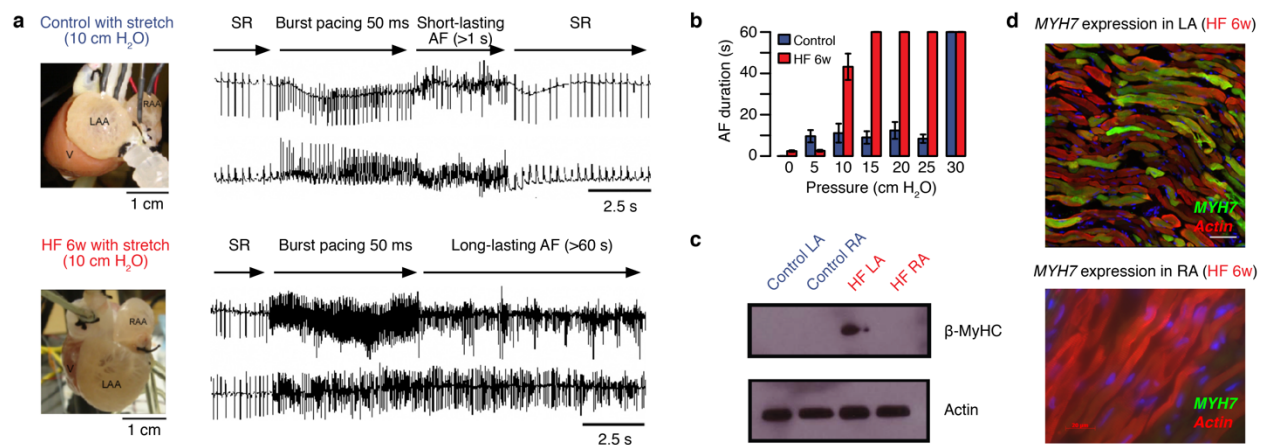 a
Control with stretch
(10 cm H₂O)
SR
Burst pacing 50 ms
Short-lasting
AF (>1 s)
SR
LAA
RAA
V
1 cm
2.5 s
HF 6w with stretch
(10 cm H₂O)
SR
Burst pacing 50 ms
Long-lasting AF (>60 s)
RAA
V
LAA
1 cm
2.5 s
b
AF duration (s)
60
40
20
0
Control
HF 6w
0 5 10 15 20 25 30
Pressure (cm H₂O)
c
Control LA
Control RA
HF LA
HF RA
β-MyHC
Actin
d
MYH7 expression in LA (HF 6w)
MYH7
Actin
MYH7 expression in RA (HF 6w)
MYH7
Actin